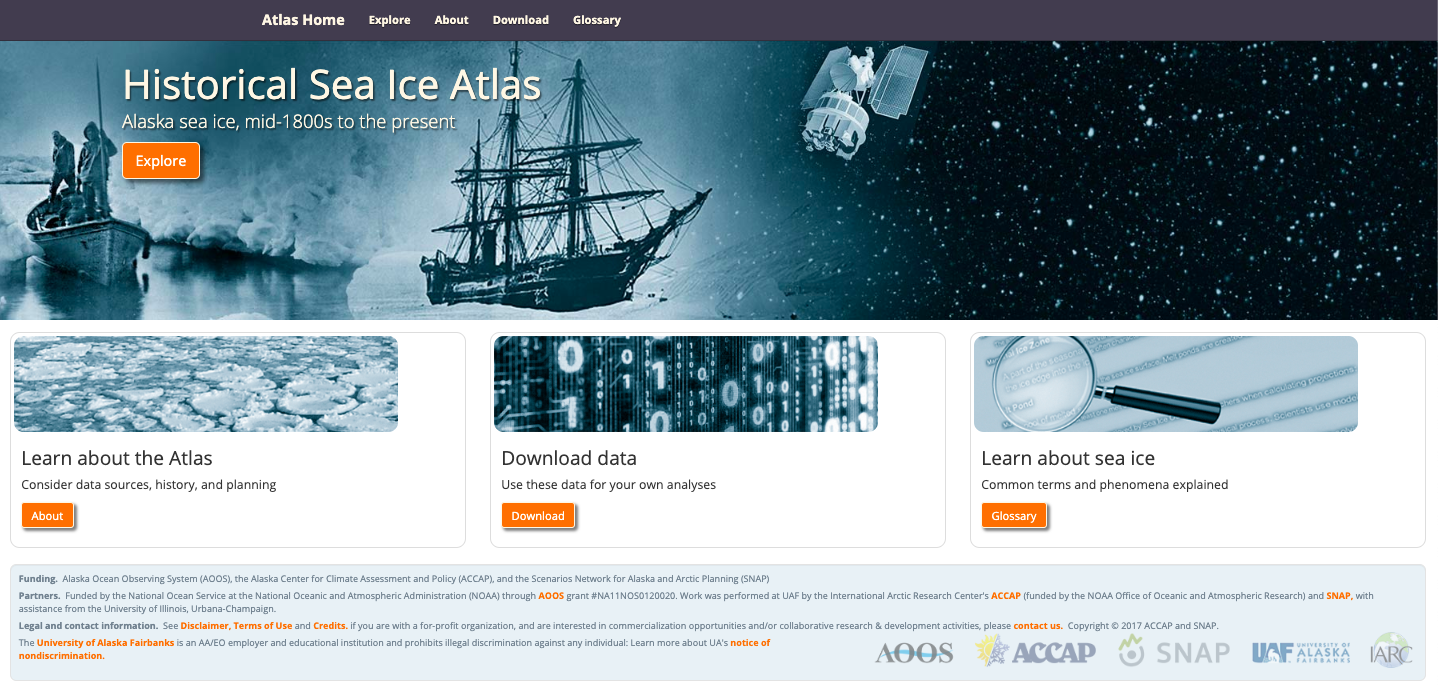 Atlas Home Explore About Download Glossary
Historical Sea Ice Atlas
Alaska sea ice, mid-1800s to the present
Explore
Learn about the Atlas
Consider data sources, history, and planning
About
Download data
Use these data for your own analyses
Download
Learn about sea ice
Common terms and phenomena explained
Glossary
Funding. Alaska Ocean Observing System (AOOS), the Alaska Center for Climate Assessment and Policy (ACCAP), and the Scenarios Network for Alaska and Arctic Planning (SNAP)
Partners. Funded by the National Ocean Service at the National Oceanic and Atmospheric Administration (NOAA) through AOOS grant #NA11NOS0120020. Work was performed at UAF by the International Arctic Research Center's ACCAP (funded by the NOAA Office of Oceanic and Atmospheric Research) and SNAP, with
assistance from the University of Illinois, Urbana-Champaign.
Legal and contact information. See Disclaimer, Terms of Use and Credits. if you are with a for-profit organization, and are interested in commercialization opportunities and/or collaborative research & development activities, please contact us. Copyright © 2017 ACCAP and SNAP.
The University of Alaska Fairbanks is an AA/EO employer and educational institution and prohibits illegal discrimination against any individual: Learn more about UA's notice of
nondiscrimination.
AOOS ACCAP SNAP UAF UNIVERSITY OF ALASKA FAIRBANKS IARC